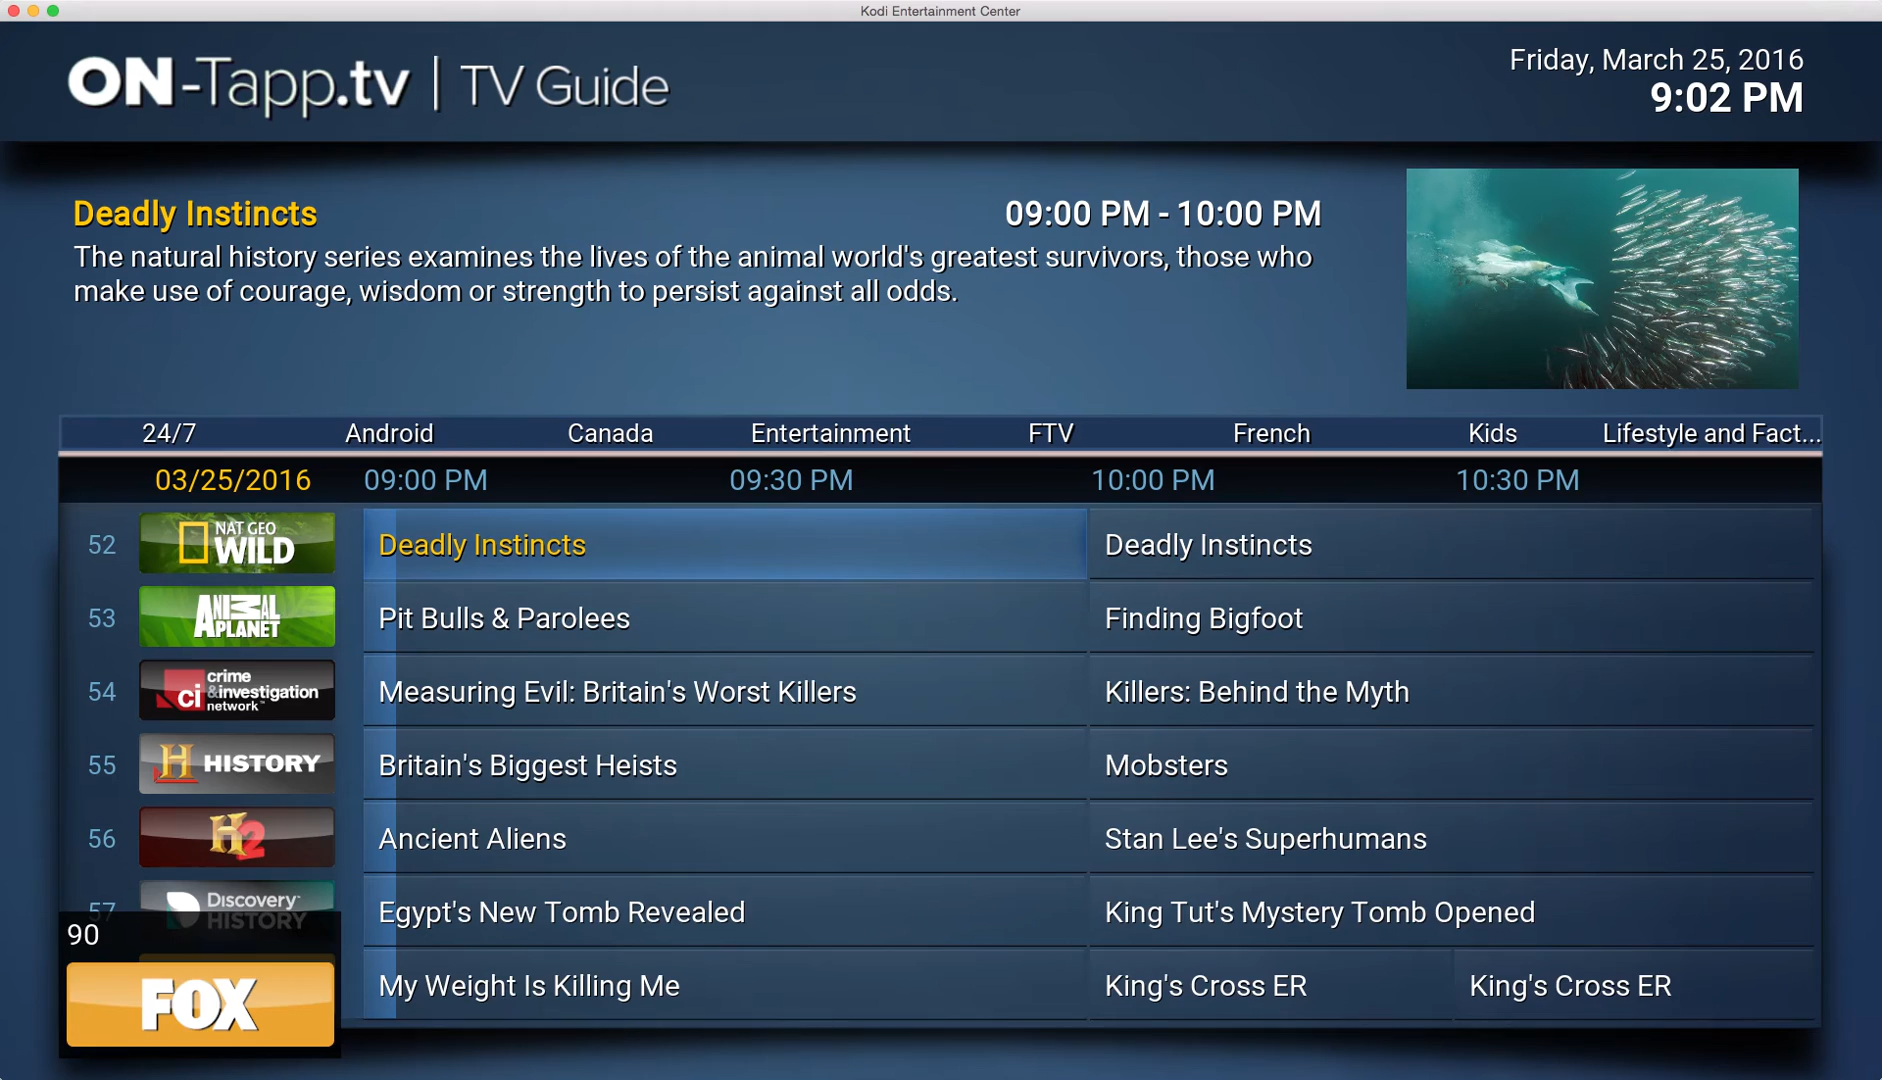 Kodi Entertainment Center
ON-Tapp.tv | TV Guide
Friday, March 25, 2016
9:02 PM
Deadly Instincts
09:00 PM - 10:00 PM
The natural history series examines the lives of the animal world's greatest survivors, those who
make use of courage, wisdom or strength to persist against all odds.
24/7 Android Canada Entertainment FTV French Kids Lifestyle and Fact...
03/25/2016 09:00 PM 09:30 PM 10:00 PM 10:30 PM
52 NAT GEO WILD Deadly Instincts Deadly Instincts
53 ANIMAL PLANET Pit Bulls & Parolees Finding Bigfoot
54 ci crime &investigation network™ Measuring Evil: Britain's Worst Killers Killers: Behind the Myth
55 H HISTORY Britain's Biggest Heists Mobsters
56 H2 Ancient Aliens Stan Lee's Superhumans
57 Discovery HISTORY Egypt's New Tomb Revealed King Tut's Mystery Tomb Opened
90
FOX My Weight Is Killing Me King's Cross ER King's Cross ER